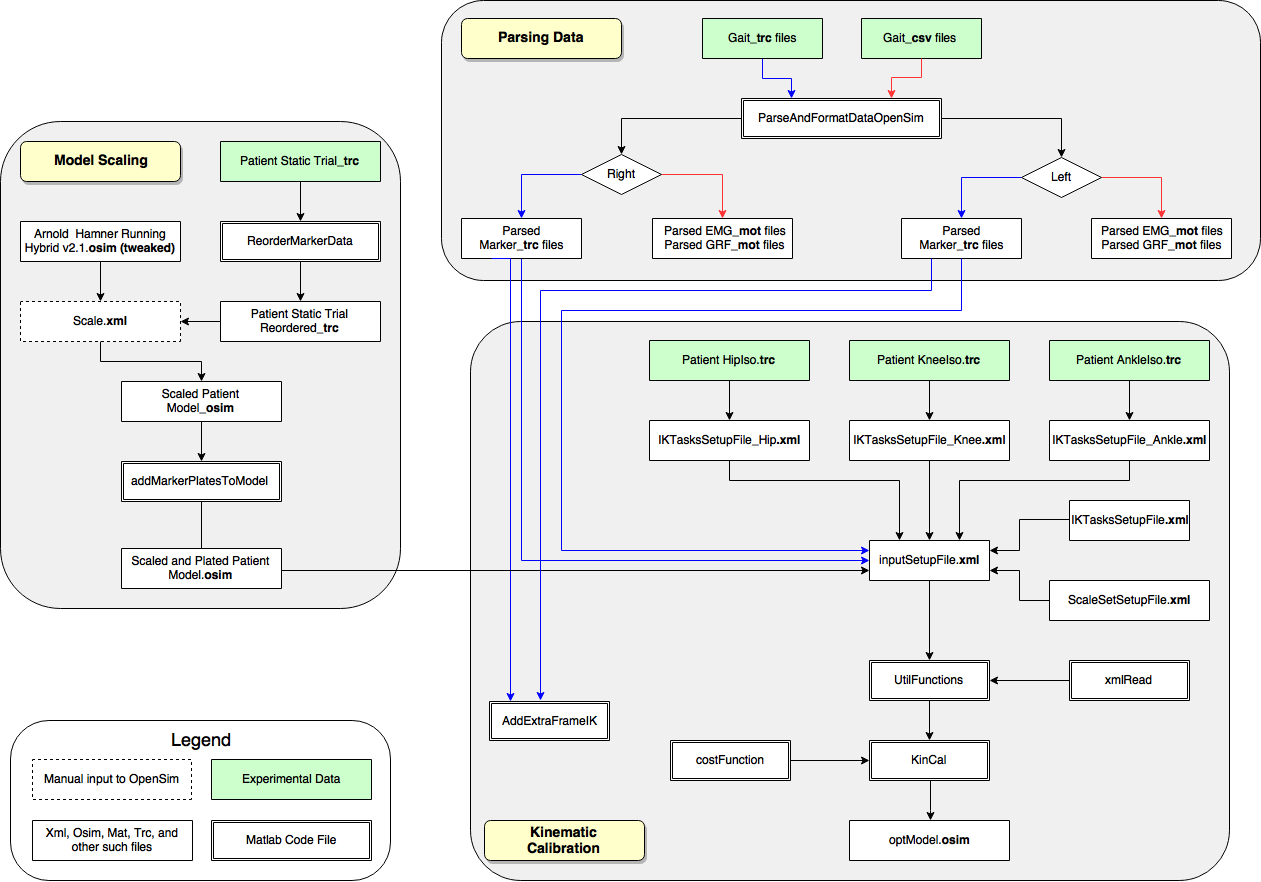 Parsing Data
Gait_trc files
Gait_csv files
ParseAndFormatDataOpenSim
Right
Left
Parsed
Marker_trc files
Parsed EMG_mot files
Parsed GRF_mot files
Parsed
Marker_trc files
Parsed EMG_mot files
Parsed GRF_mot files
Model Scaling
Patient Static Trial_trc
Arnold Hamner Running
Hybrid v2.1.osim (tweaked)
ReorderMarkerData
Scale.xml
Patient Static Trial
Reordered_trc
Scaled Patient
Model_osim
addMarkerPlatesToModel
Scaled and Plated Patient
Model.osim
Patient HipIso.trc
Patient KneeIso.trc
Patient AnkleIso.trc
IKTasksSetupFile_Hip.xml
IKTasksSetupFile_Knee.xml
IKTasksSetupFile_Ankle.xml
IKTasksSetupFile.xml
inputSetupFile.xml
ScaleSetSetupFile.xml
UtilFunctions
xmlRead
AddExtraFrameIK
costFunction
KinCal
optModel.osim
Kinematic
Calibration
Legend
Manual input to OpenSim
Experimental Data
Xml, Osim, Mat, Trc, and
other such files
Matlab Code File